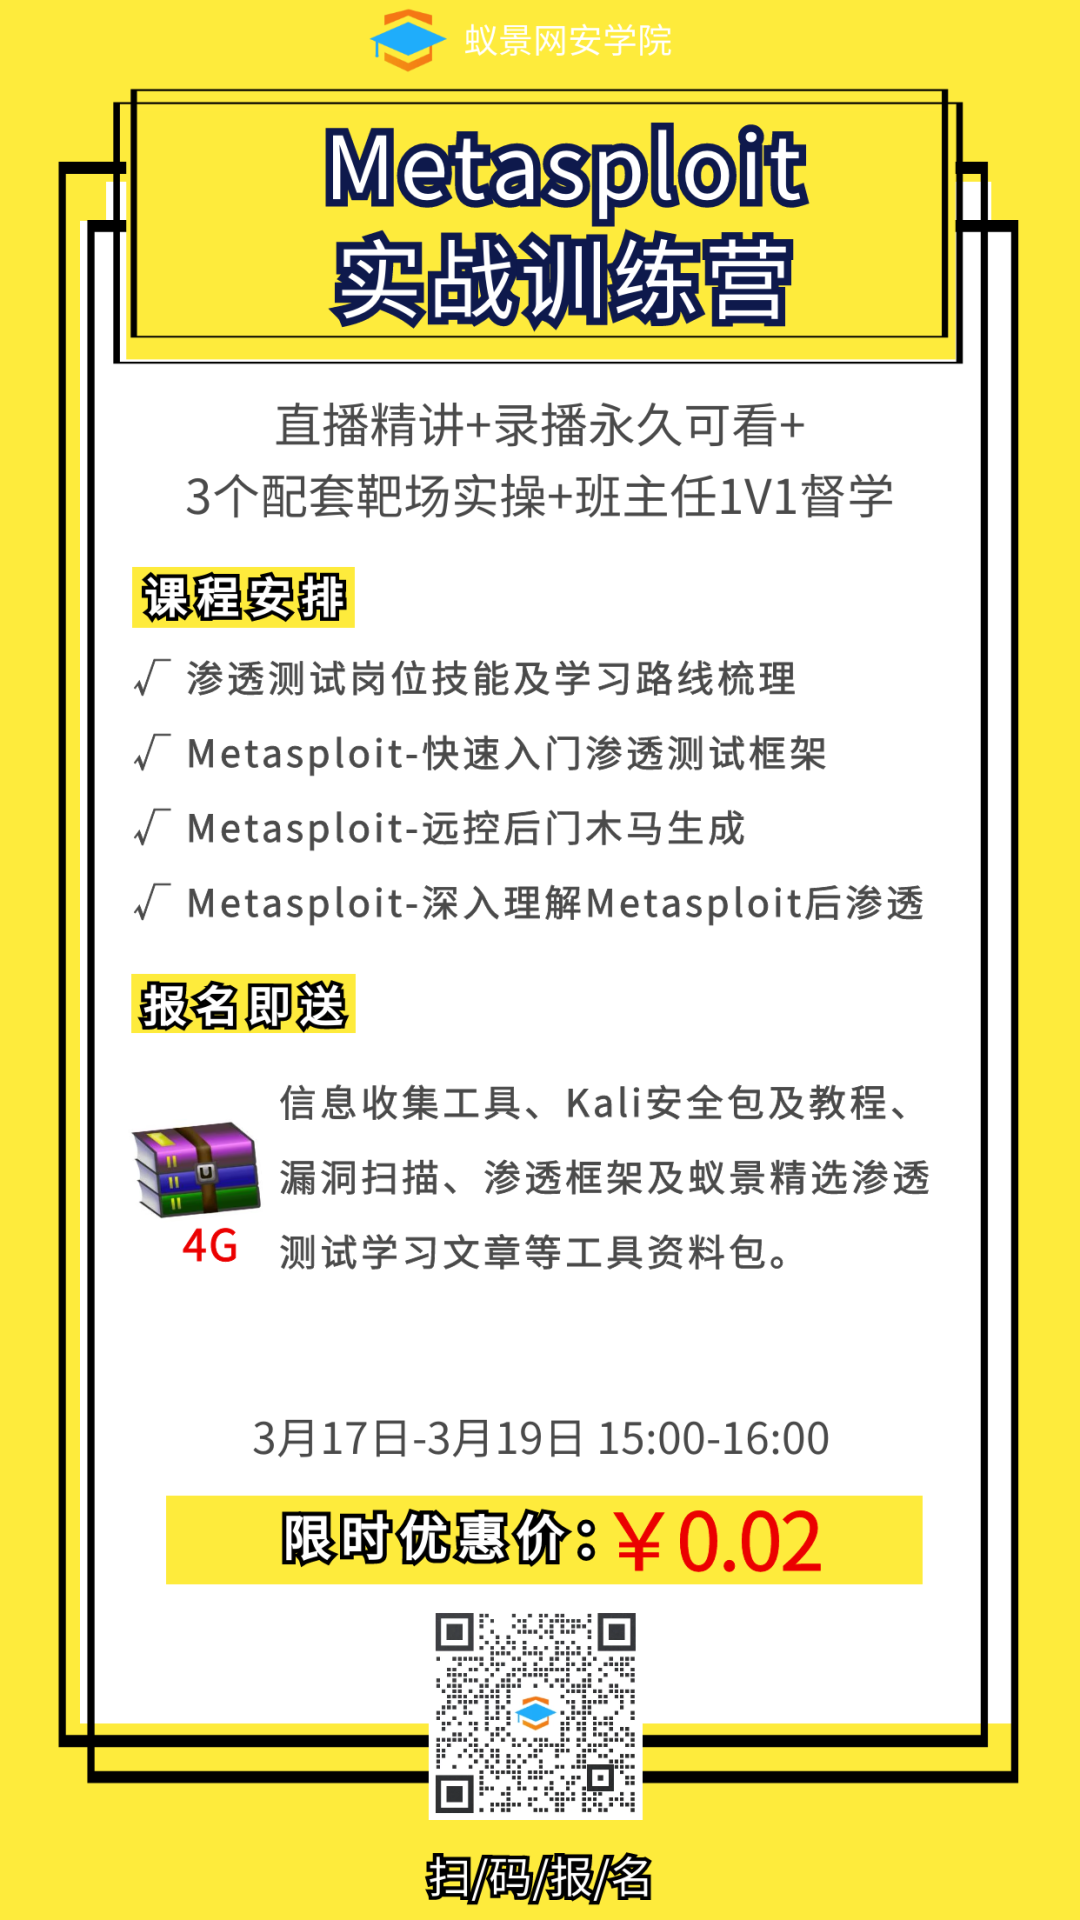 蚁景网安学院
Metasploit
实战训练营
直播精讲+录播永久可看+
3个配套靶场实操+班主任1V1督学
课程安排
√ 渗透测试岗位技能及学习路线梳理
√ Metasploit-快速入门渗透测试框架
√ Metasploit-远控后门木马生成
√ Metasploit-深入理解Metasploit后渗透
报名即送
信息收集工具、Kali安全包及教程、
漏洞扫描、渗透框架及蚁景精选渗透
测试学习文章等工具资料包。
4G
3月17日-3月19日 15:00-16:00
限时优惠价：￥0.02
扫/码/报/名